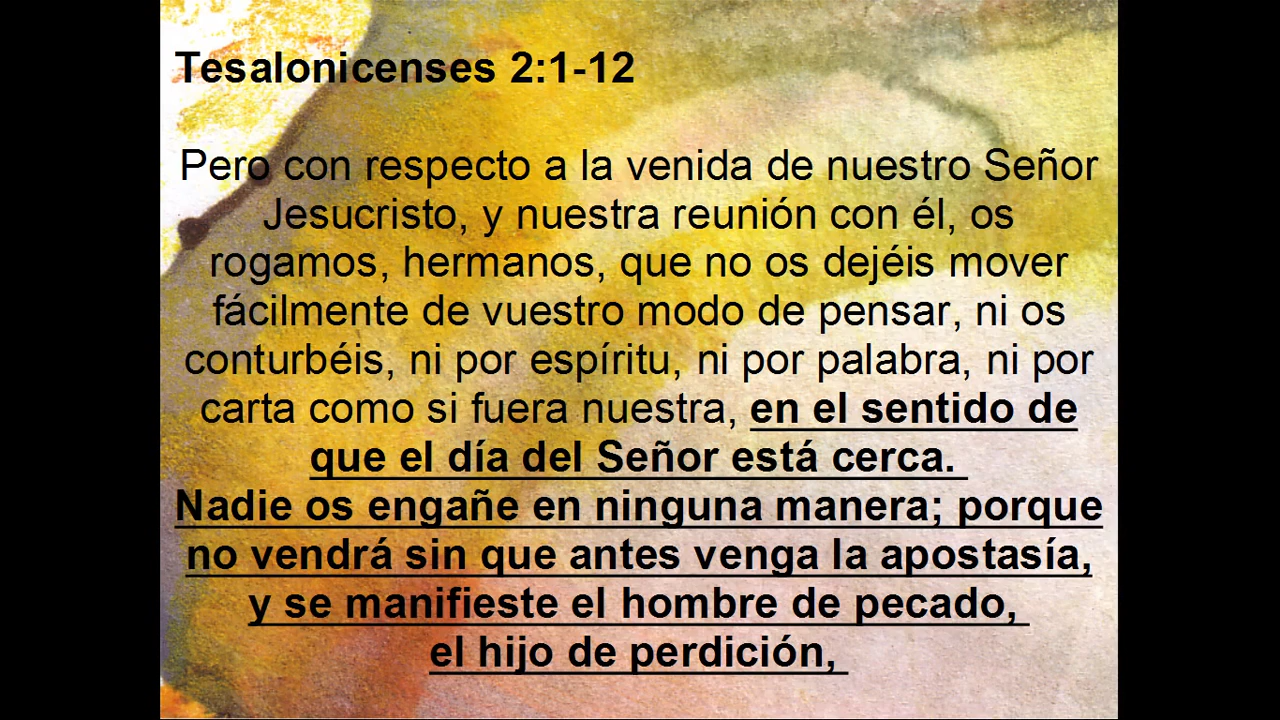 Tesalonicenses 2:1-12
Pero con respecto a la venida de nuestro Señor
Jesucristo, y nuestra reunión con él, os
rogamos, hermanos, que no os dejéis mover
fácilmente de vuestro modo de pensar, ni os
conturbéis, ni por espíritu, ni por palabra, ni por
carta como si fuera nuestra, en el sentido de
que el día del Señor está cerca.
Nadie os engañe en ninguna manera; porque
no vendrá sin que antes venga la apostasía,
y se manifieste el hombre de pecado,
el hijo de perdición,